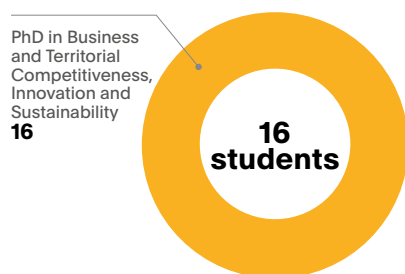 PhD in Business
and Territorial
Competitiveness,
Innovation and
Sustainability
16
16
students